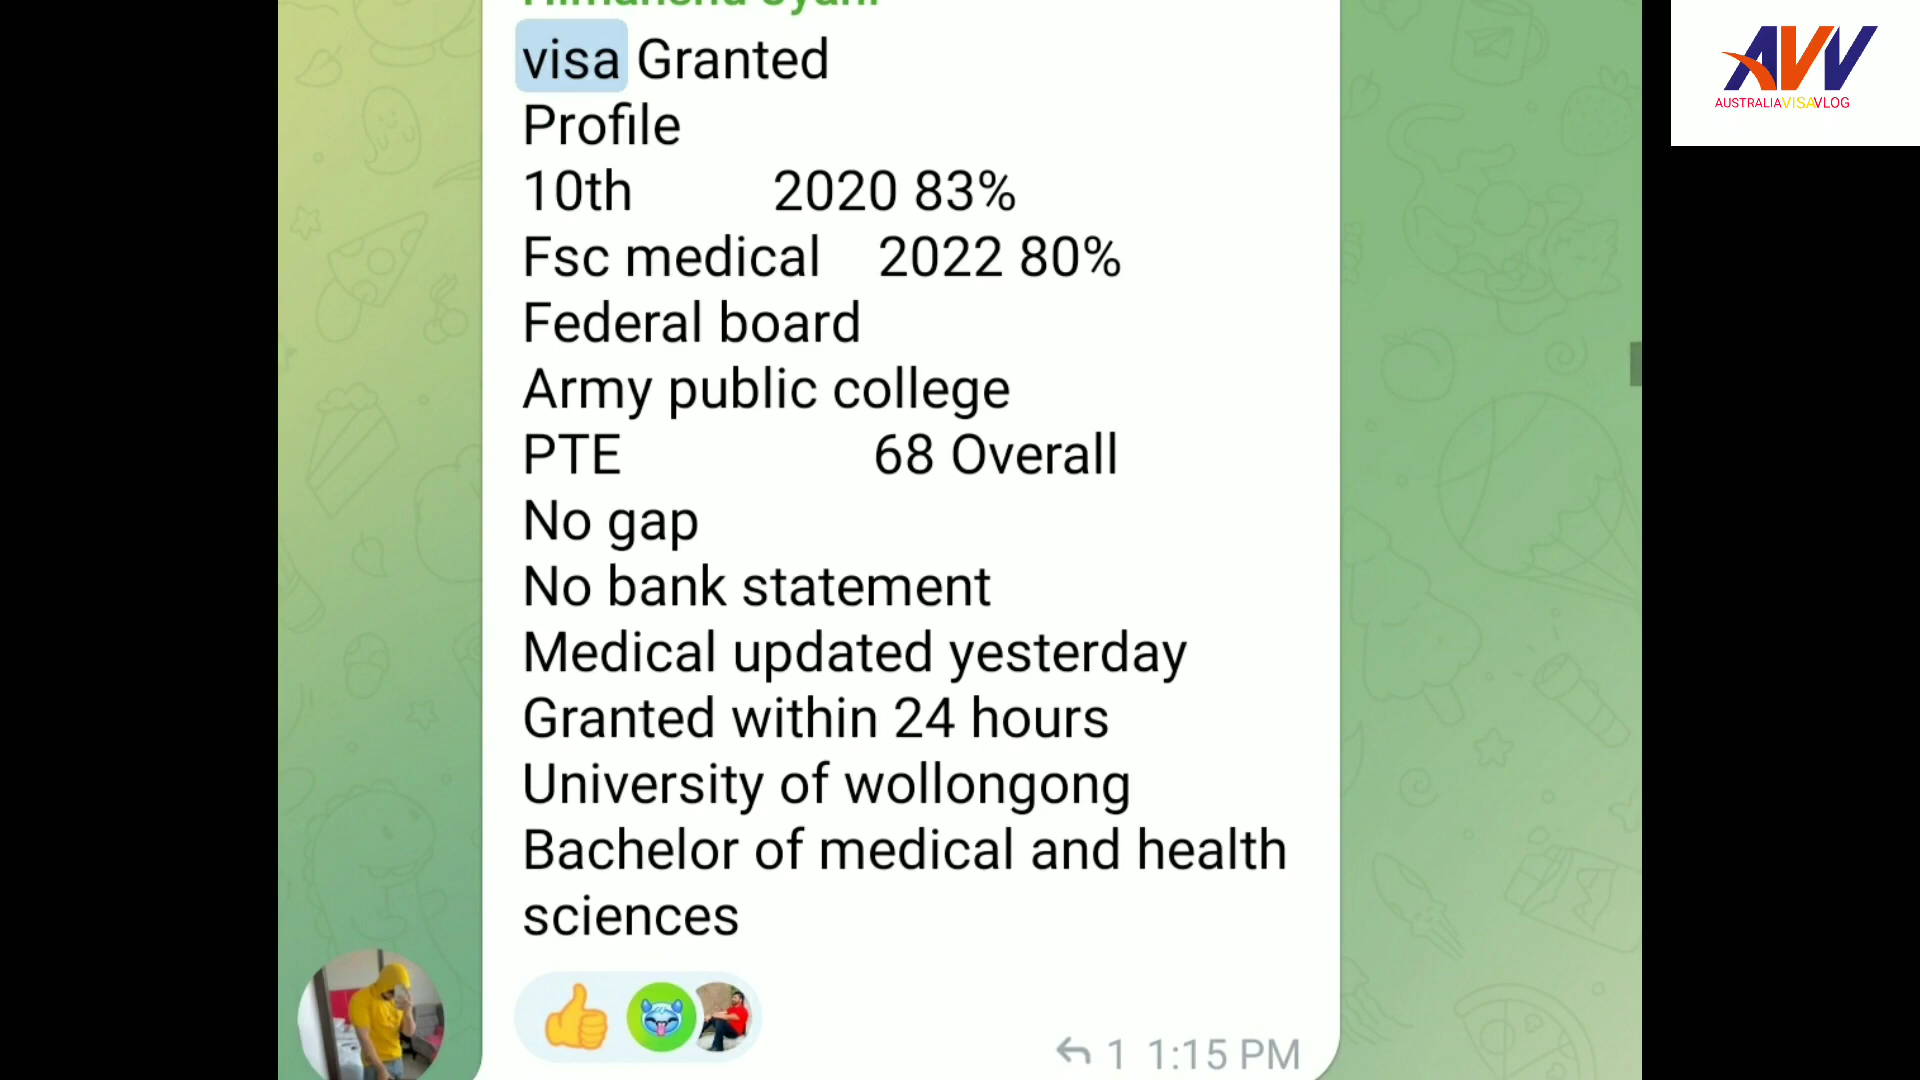 visa Granted
Profile
10th 2020 83%
Fsc medical 2022 80%
Federal board
Army public college
PTE 68 Overall
No gap
No bank statement
Medical updated yesterday
Granted within 24 hours
University of wollongong
Bachelor of medical and health
sciences
1 1:15 PM
AVV
AUSTRALIAVISAVLOG